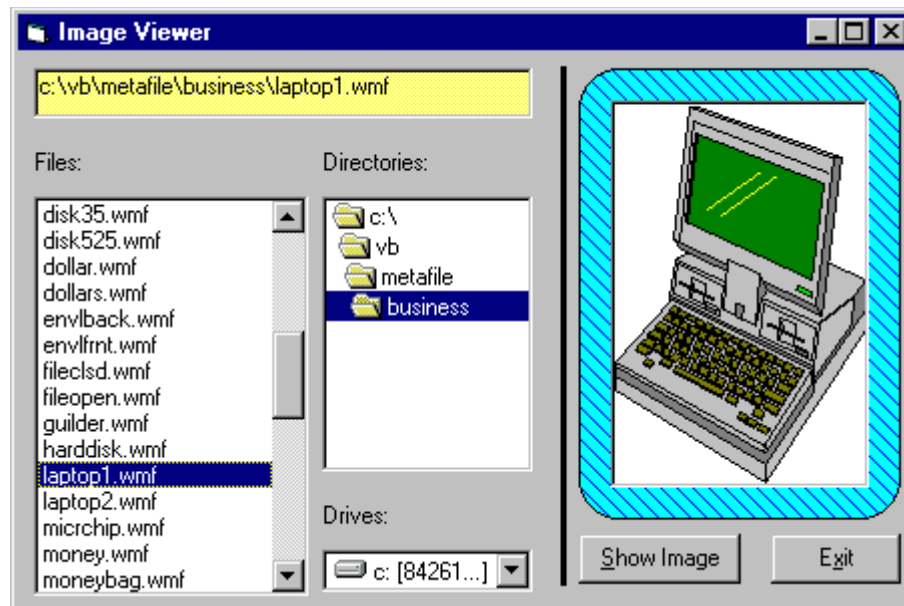 Image Viewer
c:\vb\metafile\business\laptop1.wmf
Files:
disk35.wmf
disk525.wmf
dollar.wmf
dollars.wmf
envlback.wmf
envlfrnt.wmf
fileclsd.wmf
fileopen.wmf
guilder.wmf
harddisk.wmf
laptop1.wmf
laptop2.wmf
micrchip.wmf
money.wmf
moneybag.wmf
Directories:
c:\
vb
metafile
business
Drives:
c: [84261...]
Show Image
Exit